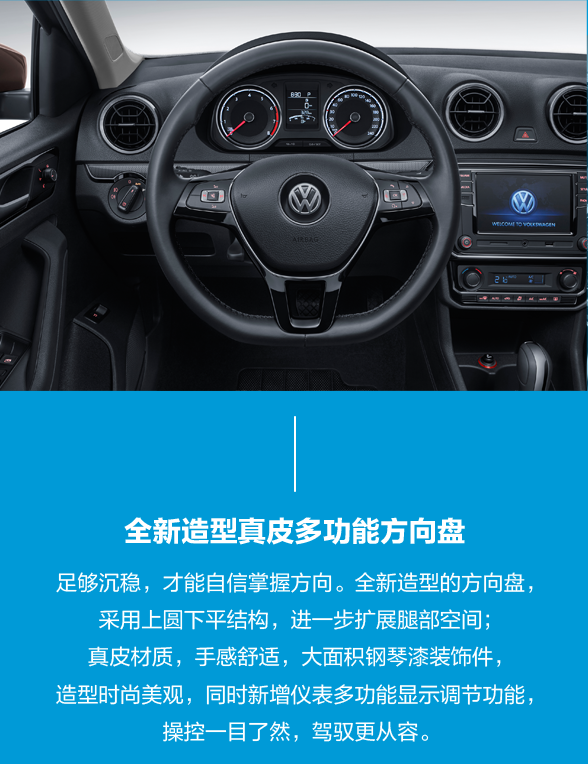 WELCOME TO VOLKSWAGEN
AIRBAG
全新造型真皮多功能方向盘
足够沉稳，才能自信掌握方向。全新造型的方向盘，
采用上圆下平结构，进一步扩展腿部空间；
真皮材质，手感舒适，大面积钢琴漆装饰件，
造型时尚美观，同时新增仪表多功能显示调节功能，
操控一目了然，驾驭更从容。